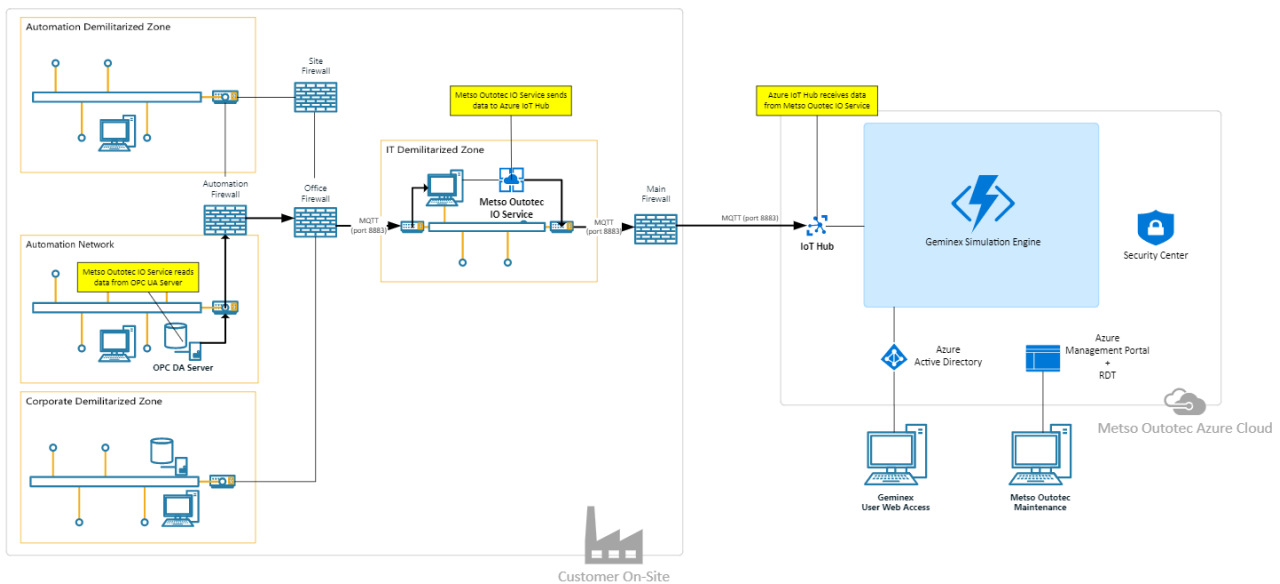 Automation Demilitarized Zone
Site
Firewall
Metso Outotec IO Service sends
data to Azure IoT Hub
Azure IoT Hub receives data
from Metso Quotec IO Service
IT Demilitarized Zone
Automation
Firewall
Office
Firewall
Metso Outotec
IO Service
Main
Firewall
MQTT
(port 8883)
MQTT
(port 8883)
MQTT (port 8883)
IoT Hub
Geminex Simulation Engine
Security Center
Automation Network
Metso Outotec IO Service reads
data from OPC UA Server
OPC DA Server
Azure
Active Directory
Azure
Management Portal
+
RDT
Corporate Demilitarized Zone
Metso Outotec Azure Cloud
Geminex
User Web Access
Metso Outotec
Maintenance
Customer On-Site